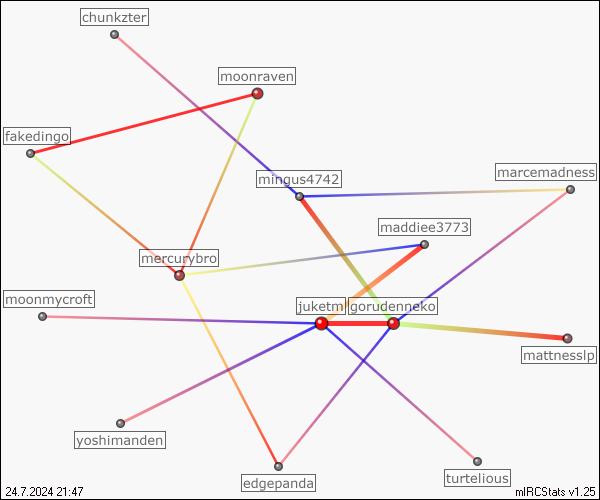 chunkzter
moonraven
fakedingo
mingus4742
marcemadness
maddiee3773
mercurybro
moonmycroft
gorudenneko
mattnesslp
yoshimanden
edgepanda
turtelious
24.7.2024 21:47
mIRCStats v1.25